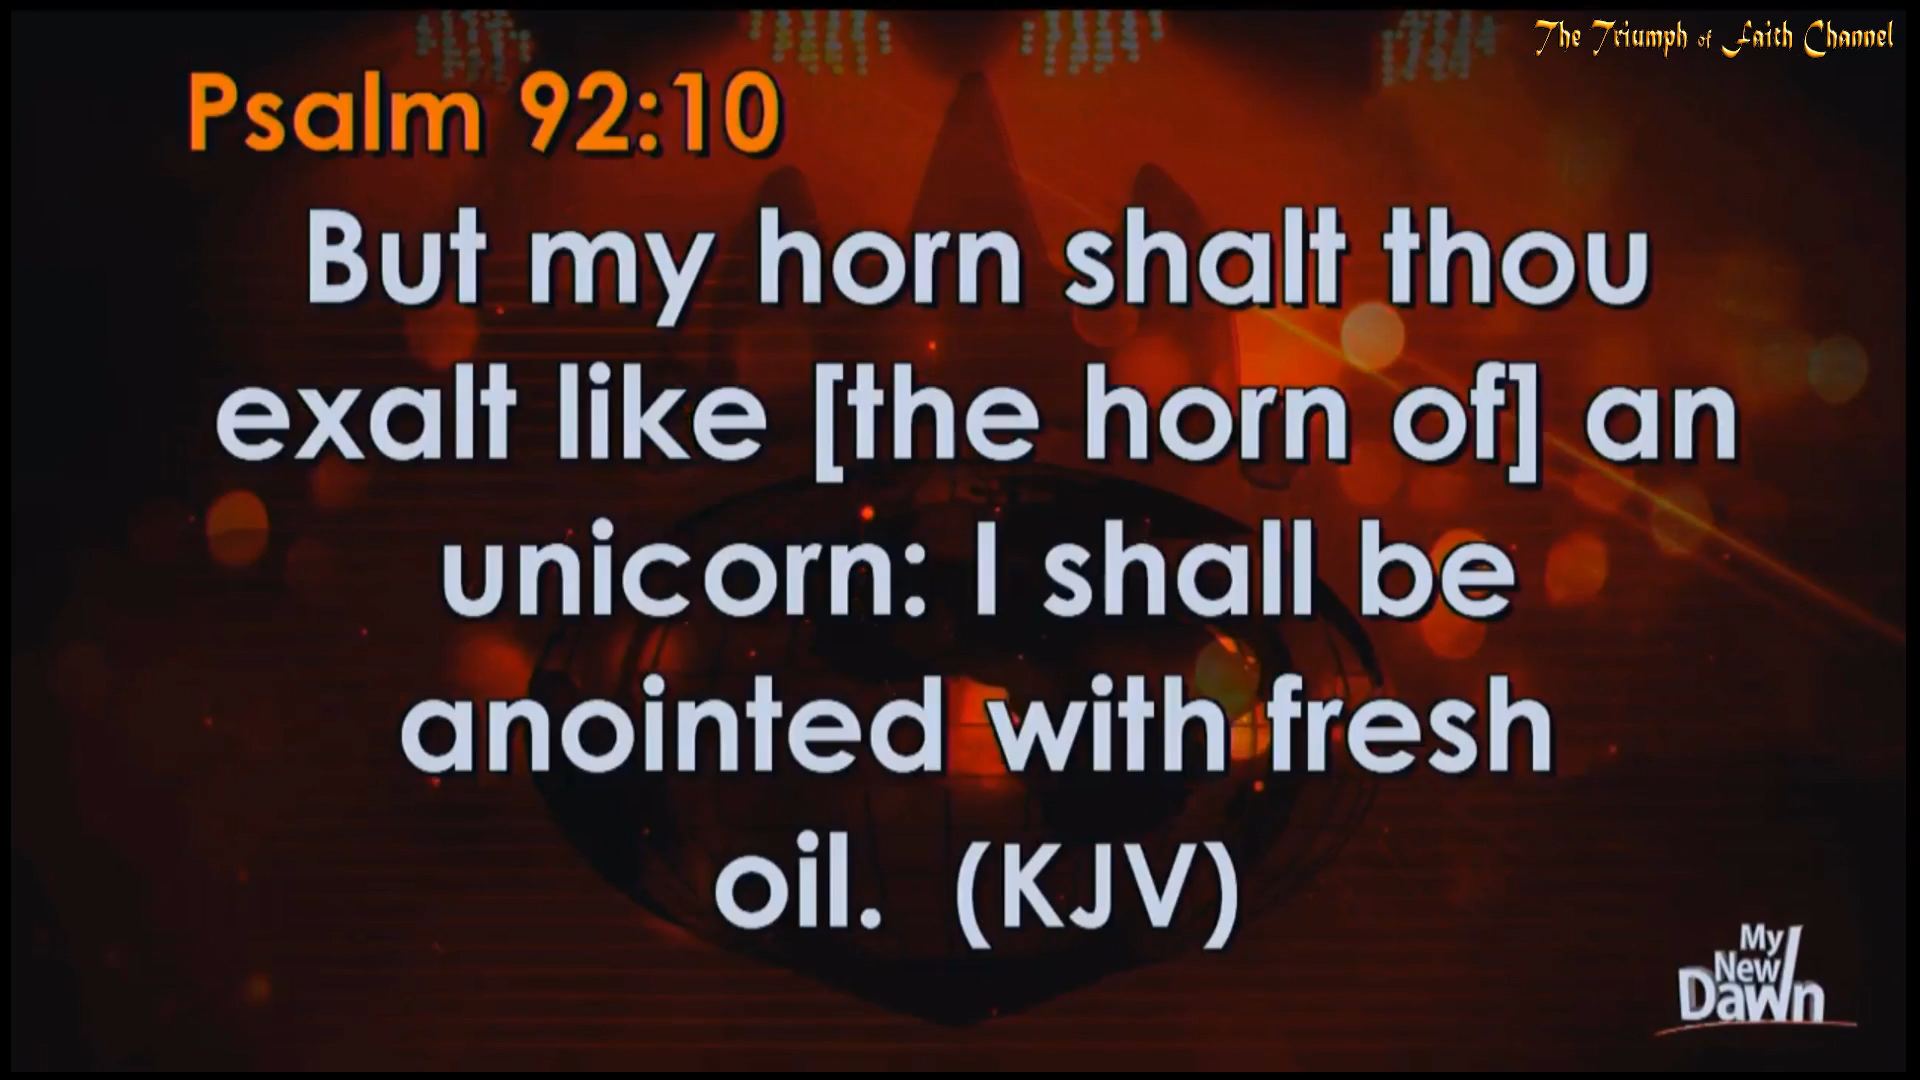 The Triumph of Faith Channel
Psalm 92:10
But my horn shalt thou
exalt like [the horn of] an
unicorn: I shall be
anointed with fresh
oil. (KJV)
My
New
Dawn